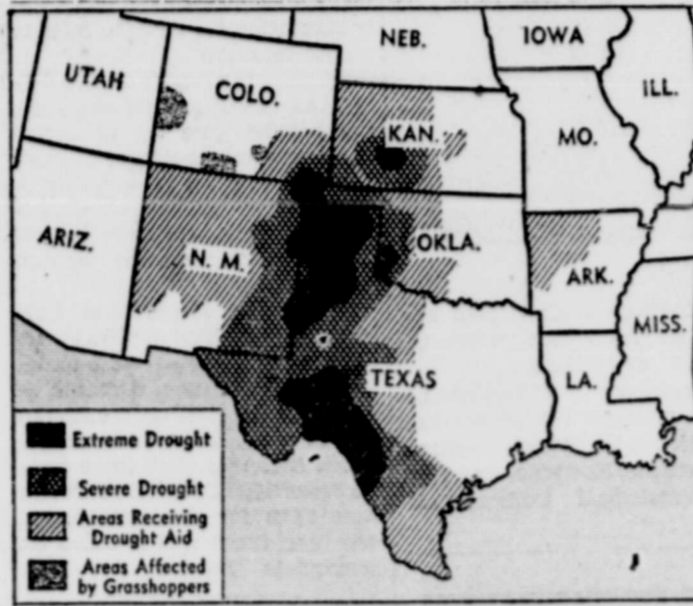 NEB.
IOWA
UTAH
COLO.
ILL.
KAN.
MO.
ARIZ.
N. M.
OKLA.
ARK.
MISS.
TEXAS
LA.
Extreme Drought
Severe Drought
Areas Receiving
Drought Aid
Areas Affected
by Grasshoppers